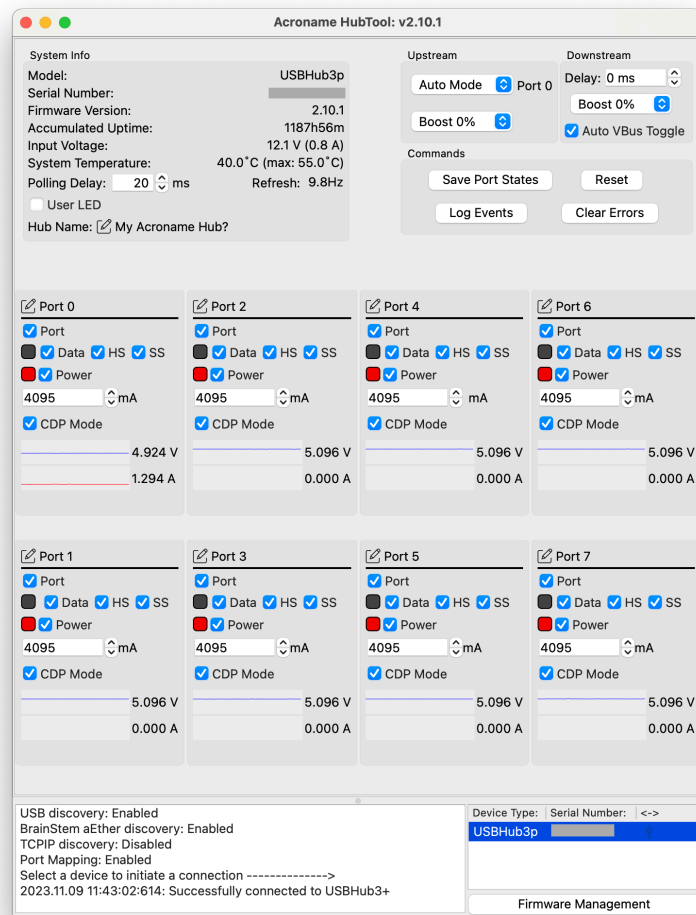 Acroname HubTool: v2.10.1
System Info
Model: USBHub3p
Serial Number:
Firmware Version: 2.10.1
Accumulated Uptime: 1187h56m
Input Voltage: 12.1 V (0.8 A)
System Temperature: 40.0°C (max: 55.0°C)
Polling Delay: 20 ms Refresh: 9.8Hz
User LED
Hub Name: My Acroname Hub?
Upstream
Auto Mode Port 0
Boost 0%
Downstream
Delay: 0 ms
Boost 0%
Auto VBus Toggle
Commands
Save Port States Reset
Log Events Clear Errors
Port 0
Port
Data HS SS
Power
4095 mA
CDP Mode
4.924 V
1.294 A
Port 2
Port
Data HS SS
Power
4095 mA
CDP Mode
5.096 V
0.000 A
Port 4
Port
Data HS SS
Power
4095 mA
CDP Mode
5.096 V
0.000 A
Port 6
Port
Data HS SS
Power
4095 mA
CDP Mode
5.096 V
0.000 A
Port 1
Port
Data HS SS
Power
4095 mA
CDP Mode
5.096 V
0.000 A
Port 3
Port
Data HS SS
Power
4095 mA
CDP Mode
5.096 V
0.000 A
Port 5
Port
Data HS SS
Power
4095 mA
CDP Mode
5.096 V
0.000 A
Port 7
Port
Data HS SS
Power
4095 mA
CDP Mode
5.096 V
0.000 A
USB discovery: Enabled
BrainStem aEther discovery: Enabled
TCPIP discovery: Disabled
Port Mapping: Enabled
Select a device to initiate a connection -------------->
2023.11.09 11:43:02:614: Successfully connected to USBHub3+
Device Type: Serial Number: <->
USBHub3p
Firmware Management